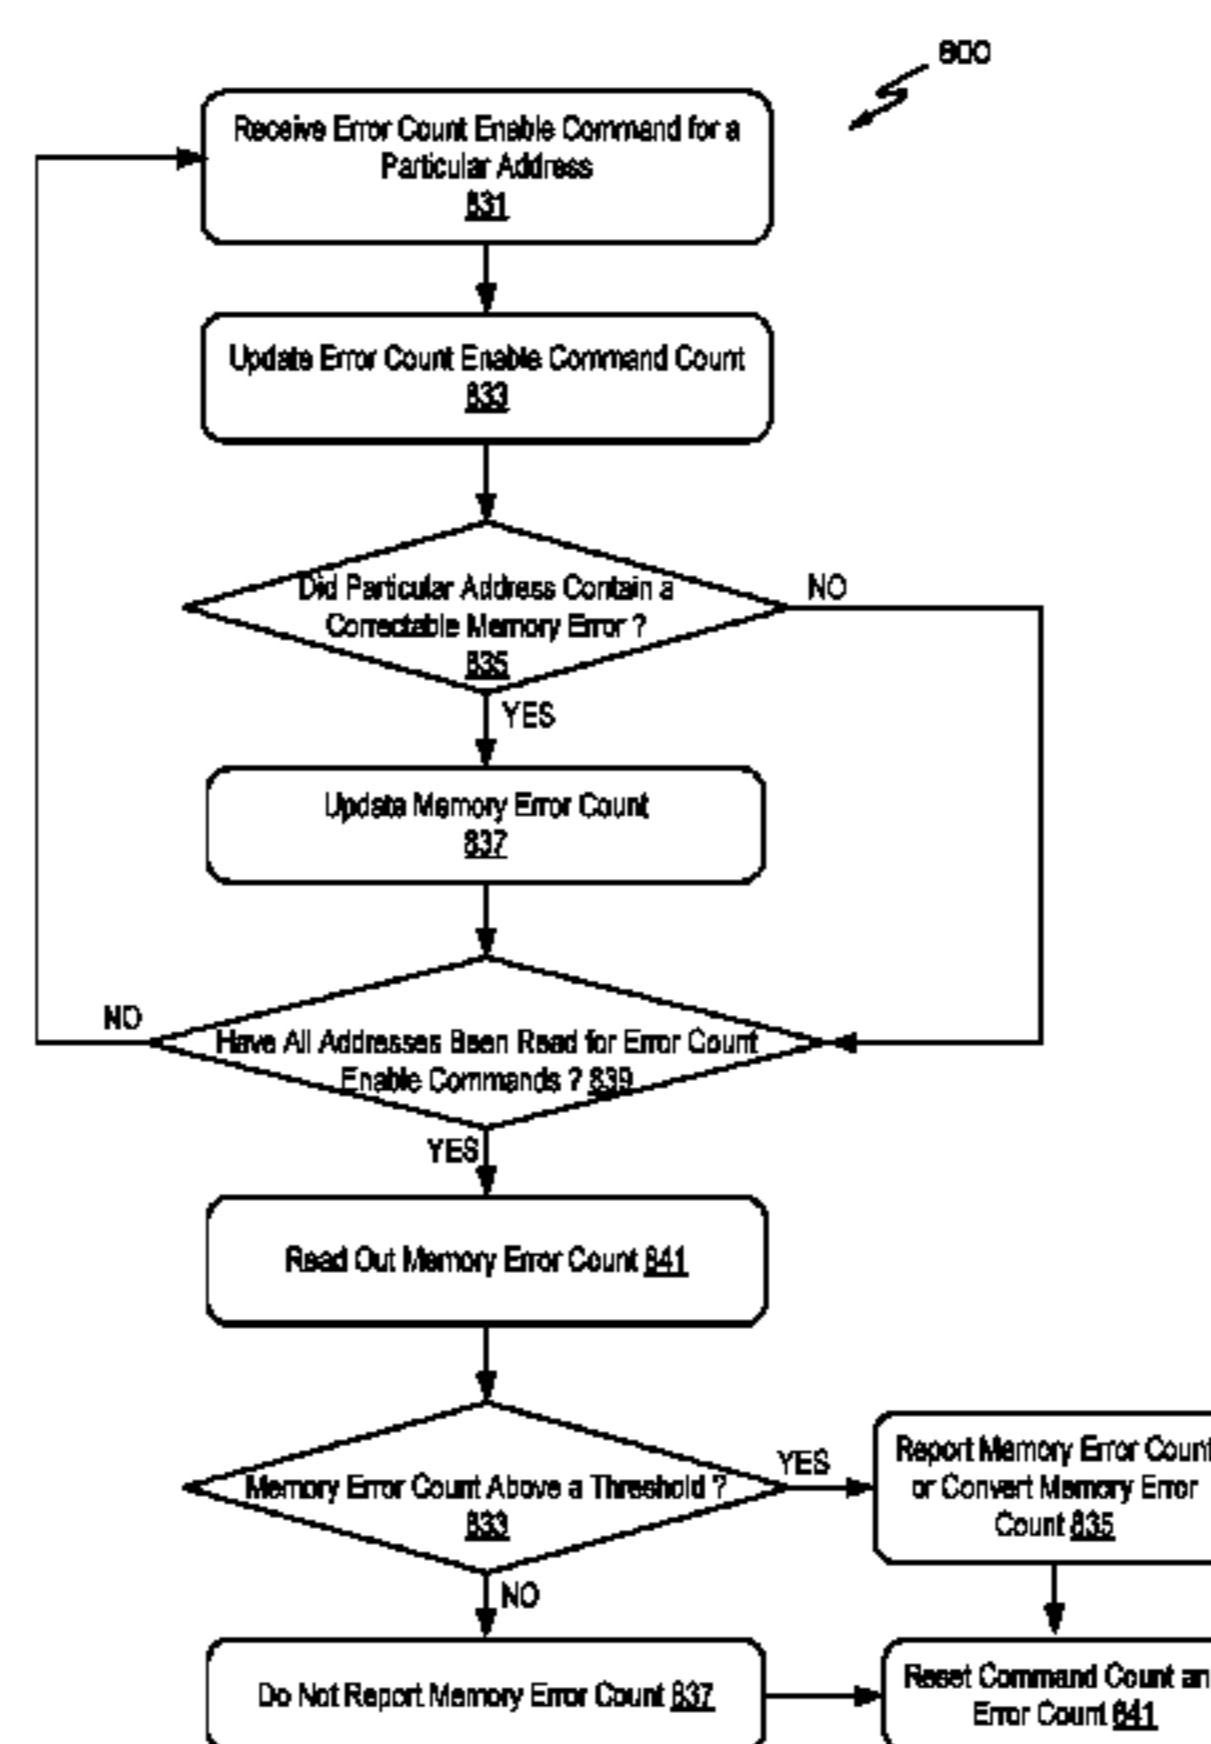 800
Receive Error Count Enable Command for a
Particular Address
831
Update Error Count Enable Command Count
833
Did Particular Address Contain a
Correctable Memory Error ?
835
NO
YES
Update Memory Error Count
837
NO
Have All Addresses Been Read for Error Count
Enable Commands ? 839
YES
Read Out Memory Error Count 841
Memory Error Count Above a Threshold ?
833
YES
Report Memory Error Count
or Convert Memory Error
Count 835
NO
Do Not Report Memory Error Count 837
Reset Command Count an
Error Count 841